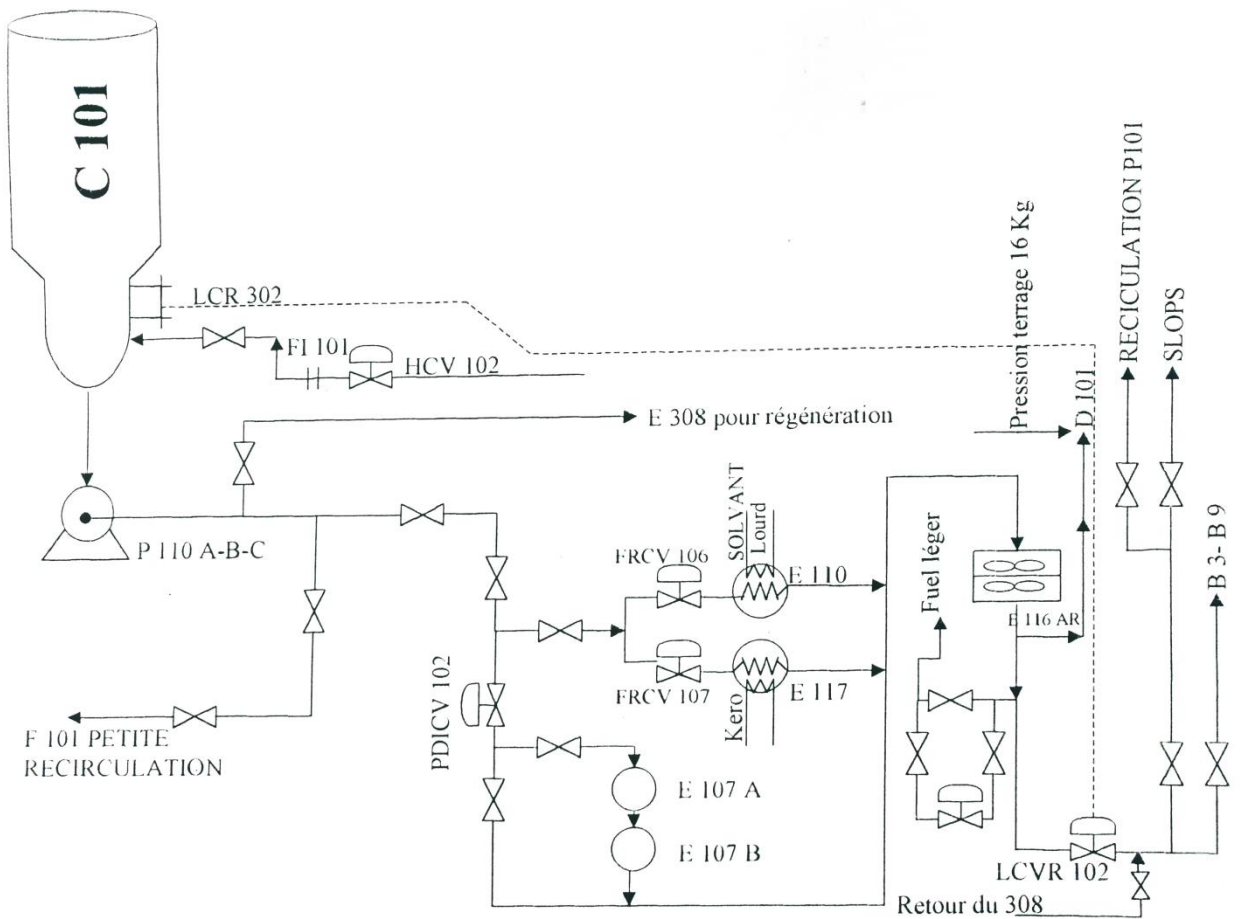 C 101
LCR 302
FI 101
HCV 102
E 308 pour régénération
Pression terrage 16 Kg
D 101
RECICULATION P101
SLOPS
P 110 A-B-C
SOLVANT
Lourd
FRCV 106
E 110
Fuel léger
E 116 AR
B 3- B 9
FRCV 107
E 117
Kero
PDICV 102
F 101 PETITE
RECIRCULATION
E 107 A
E 107 B
LCVR 102
Retour du 308